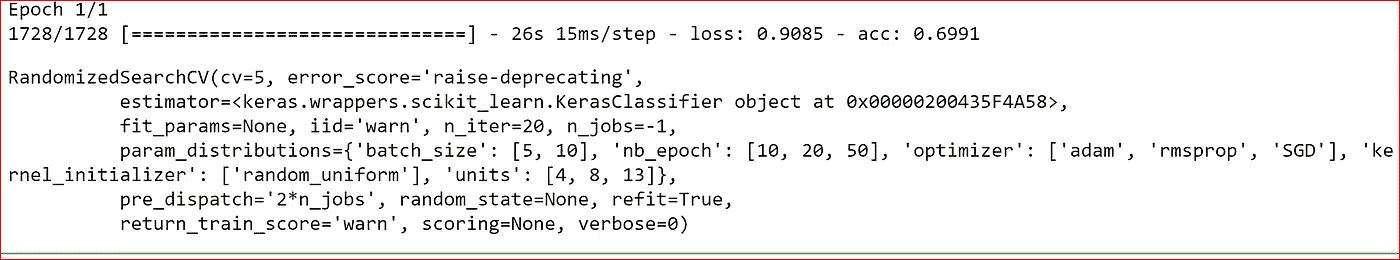 Epoch 1/1
1728/1728 [==============================] - 26s 15ms/step - loss: 0.9085 - acc: 0.6991
RandomizedSearchCV(cv=5, error_score='raise-deprecating',
estimator=<keras.wrappers.scikit_learn.KerasClassifier object at 0x00000200435F4A58>,
fit_params=None, iid='warn', n_iter=20, n_jobs=-1,
param_distributions={'batch_size': [5, 10], 'nb_epoch': [10, 20, 50], 'optimizer': ['adam', 'rmsprop', 'SGD'], 'ke
rnel_initializer': ['random_uniform'], 'units': [4, 8, 13]},
pre_dispatch='2*n_jobs', random_state=None, refit=True,
return_train_score='warn', scoring=None, verbose=0)